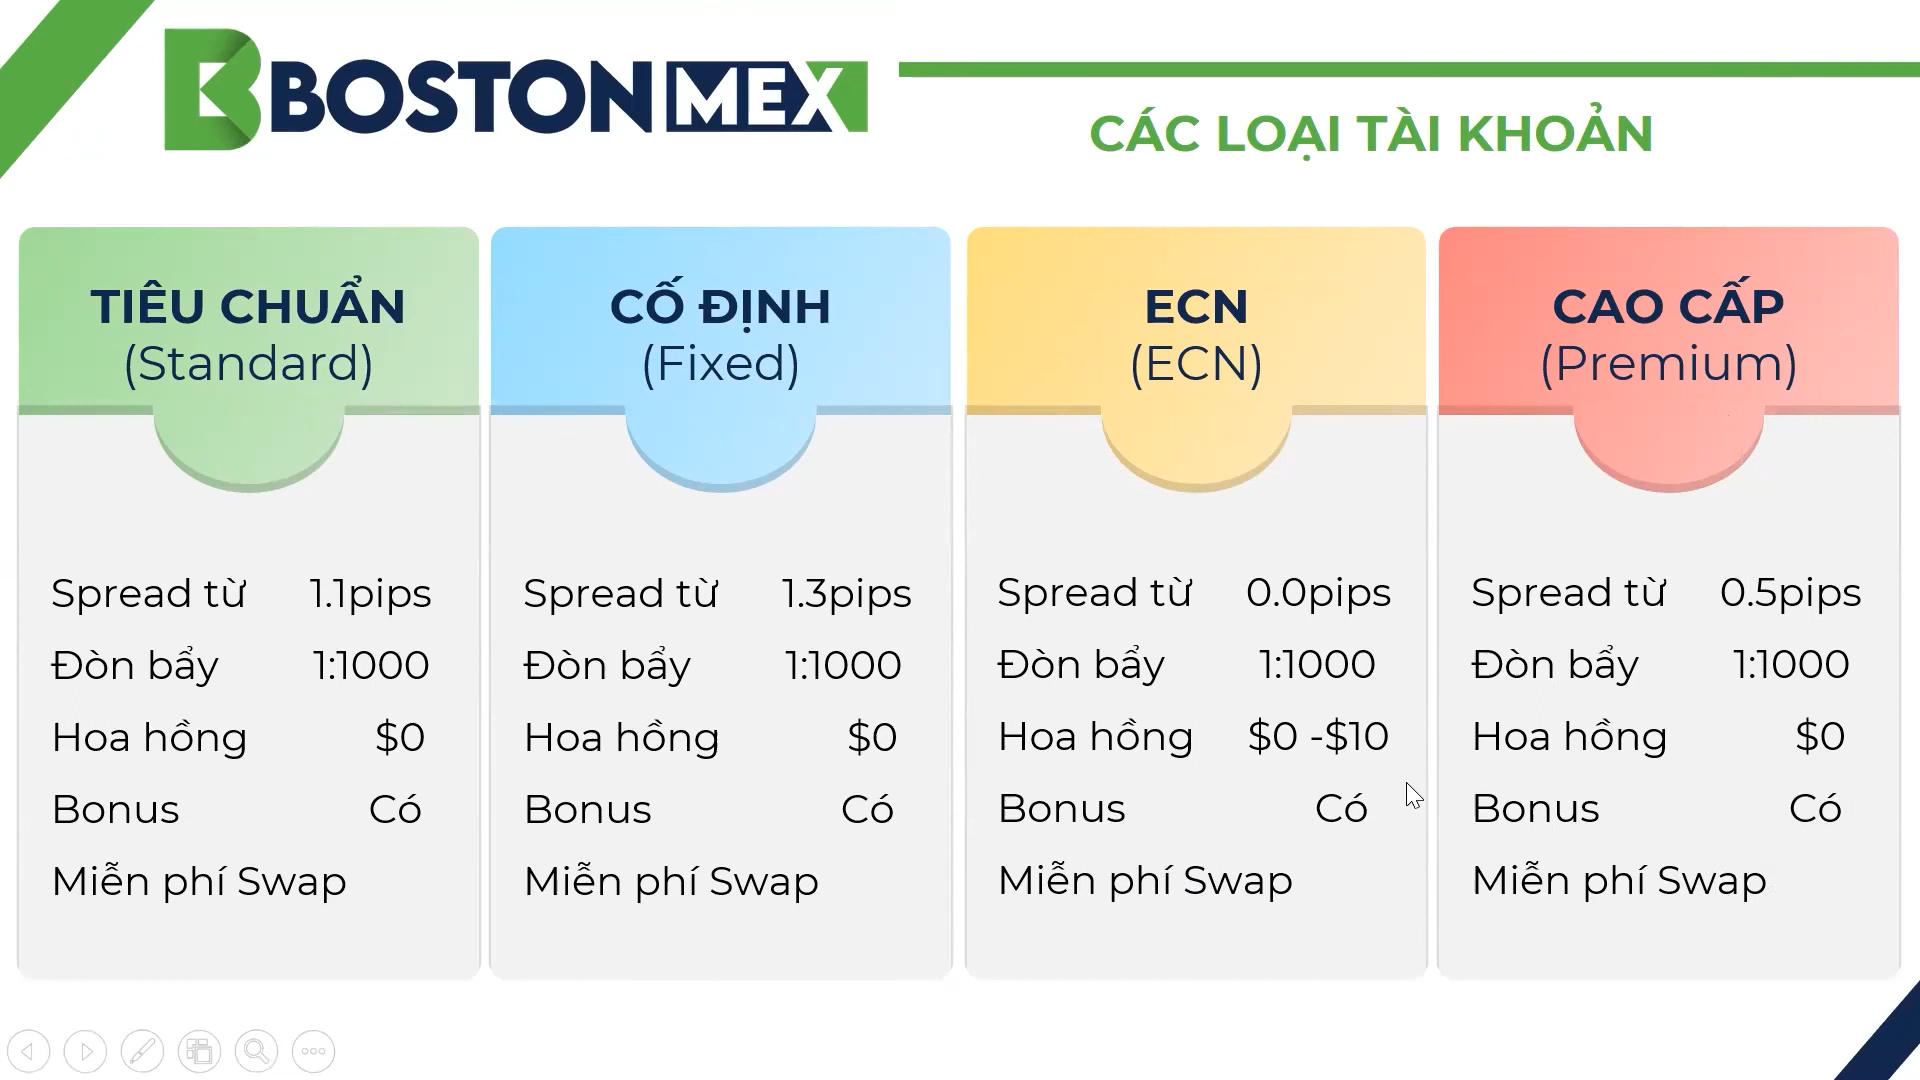 BOSTONMEX
CÁC LOẠI TÀI KHOẢN
TIÊU CHUẨN
(Standard)
Spread từ 1.1pips
Đòn bẩy 1:1000
Hoa hồng $0
Bonus Có
Miễn phí Swap
CỐ ĐỊNH
(Fixed)
Spread từ 1.3pips
Đòn bẩy 1:1000
Hoa hồng $0
Bonus Có
Miễn phí Swap
ECN
(ECN)
Spread từ 0.0pips
Đòn bẩy 1:1000
Hoa hồng $0 -$10
Bonus Có
Miễn phí Swap
CAO CẤP
(Premium)
Spread từ 0.5pips
Đòn bẩy 1:1000
Hoa hồng $0
Bonus Có
Miễn phí Swap